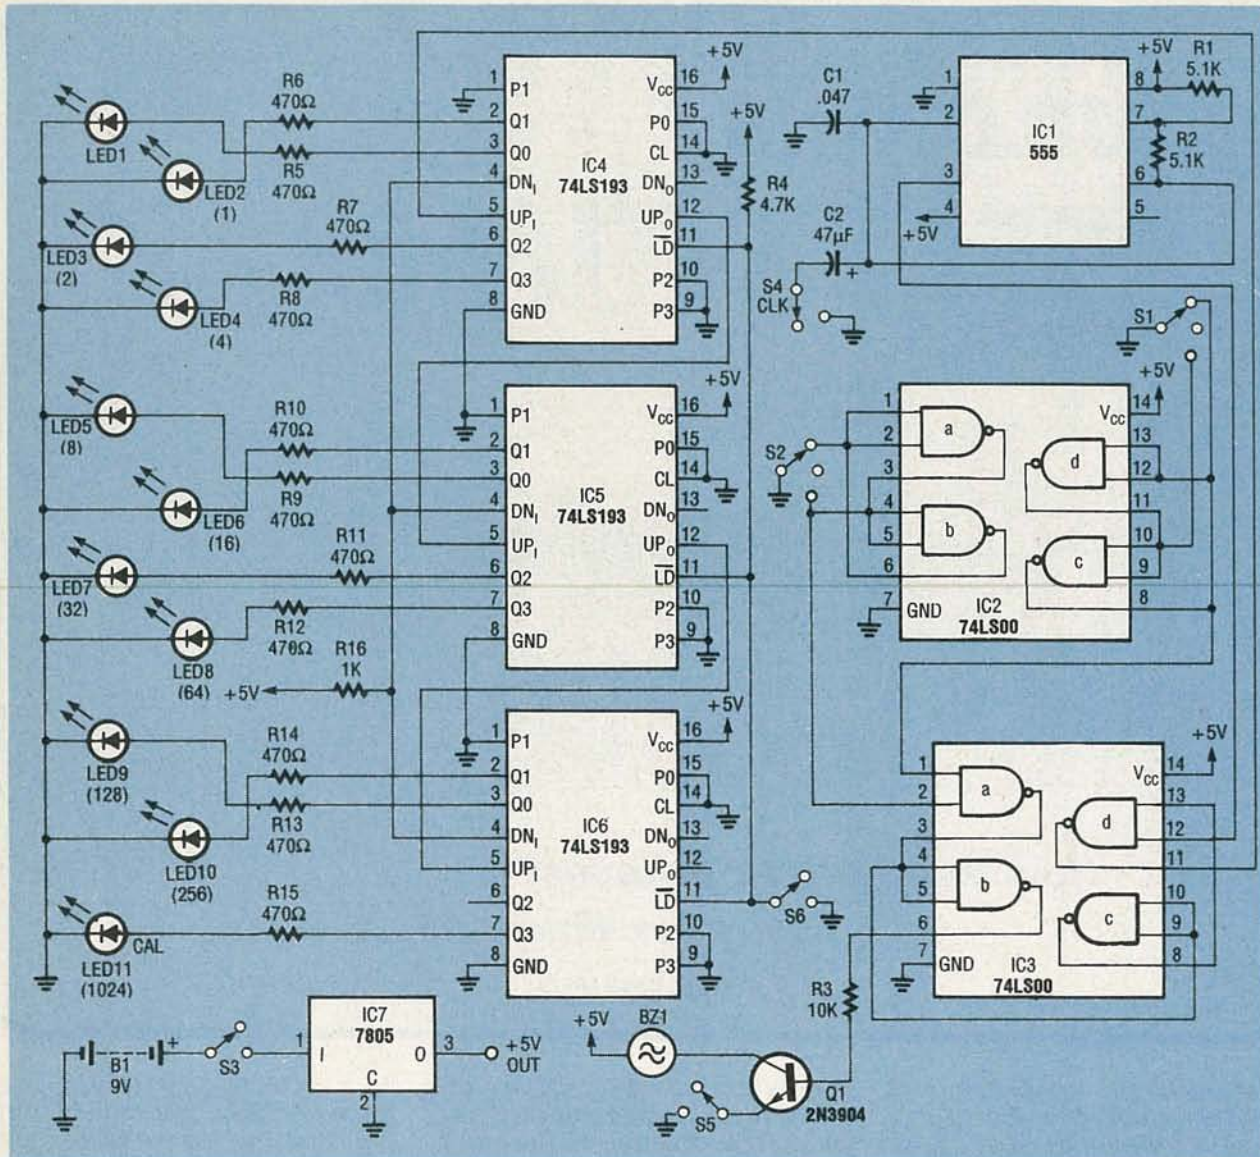 R6
470Ω
LED1
R5
470Ω
LED2
(1)
R7
470Ω
LED3
(2)
R8
470Ω
LED4
(4)
1 P1
2 Q1
3 Q0
4 DNI
5 UPI
6 Q2
7 Q3
8 GND
IC4
74LS193
VCC 16
P0 15
CL 14
DNO 13
UPO 12
LD 11
P2 10
P3 9
+5V
+5V
R4
4.7K
C1
.047
C2
47µF
+
S4
CLK
1
2
3
4
+5V
IC1
555
8
7
6
5
+5V
R1
5.1K
R2
5.1K
S1
LED5
(8)
R10
470Ω
R9
470Ω
LED6
(16)
R11
470Ω
LED7
(32)
R12
470Ω
LED8
(64)
R16
1K
+5V
1 P1
2 Q1
3 Q0
4 DNI
5 UPI
6 Q2
7 Q3
8 GND
IC5
74LS193
VCC 16
P0 15
CL 14
DNO 13
UPO 12
LD 11
P2 10
P3 9
+5V
S2
1
2
3
4
5
6
7 GND
a
b
c
d
IC2
74LS00
+5V
VCC 14
13
12
11
10
9
8
LED9
(128)
R14
470Ω
R13
470Ω
LED10
(256)
R15
470Ω
LED11
(1024)
CAL
1 P1
2 Q1
3 Q0
4 DNI
5 UPI
6 Q2
7 Q3
8 GND
IC6
74LS193
VCC 16
P0 15
CL 14
DNO 13
UPO 12
LD 11
P2 10
P3 9
+5V
S6
1
2
3
4
5
6
7
GND
a
b
c
d
IC3
74LS00
+5V
VCC 14
13
12
11
10
9
8
R3
10K
B1
9V
+
S3
IC7
7805
1
I
O
3
C
2
+5V
OUT
+5V
BZ1
S5
Q1
2N3904